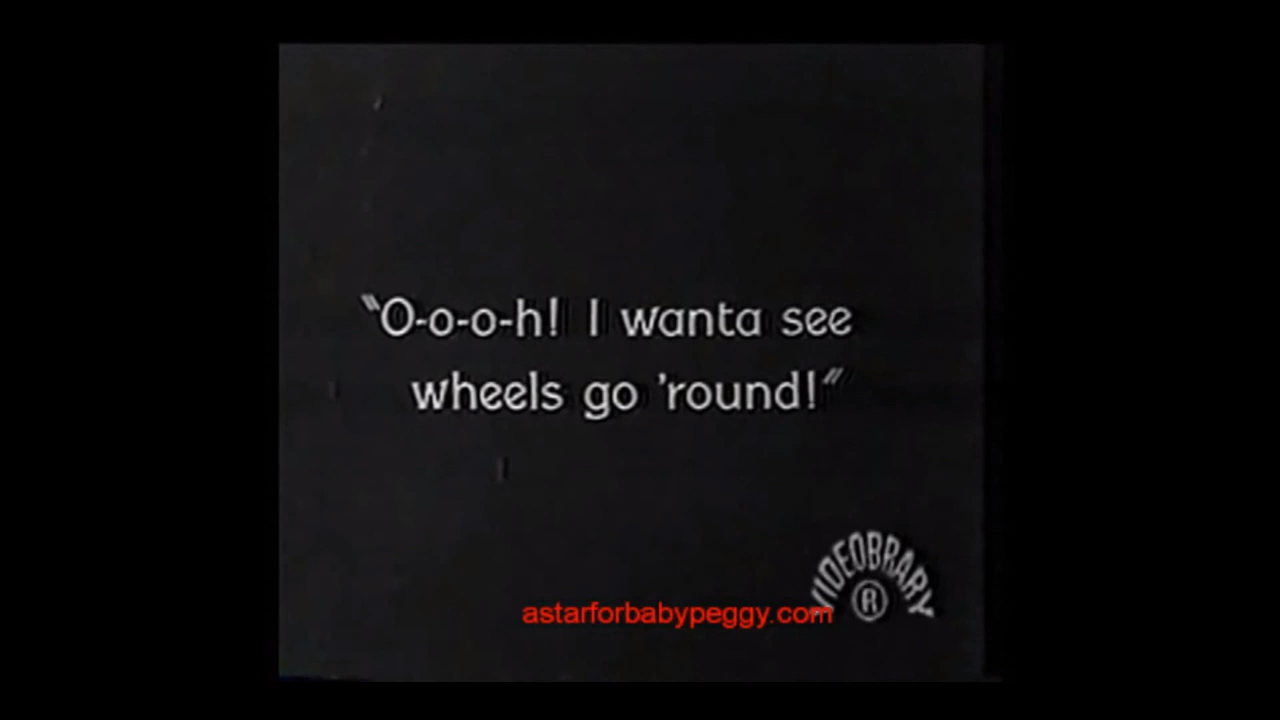 "O-o-o-h! I wanta see
wheels go 'round!"
VIDEOBRARY
R
astarforbabypeggy.com